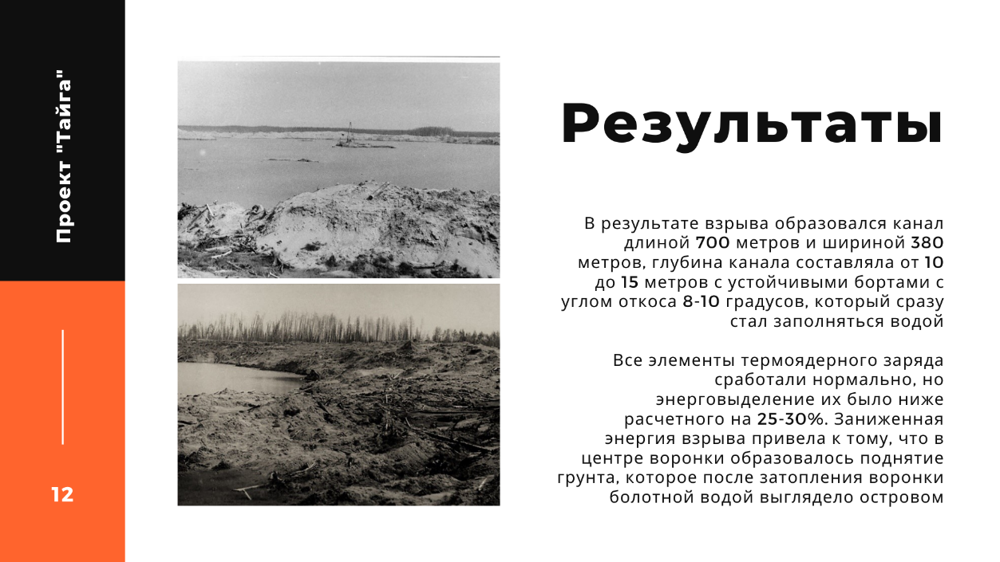 Проект "Тайга"
12
Результаты
В результате взрыва образовался канал
длиной 700 метров и шириной 380
метров, глубина канала составляла от 10
до 15 метров с устойчивыми бортами с
углом откоса 8-10 градусов, который сразу
стал заполняться водой
Все элементы термоядерного заряда
сработали нормально, но
энерговыделение их было ниже
расчетного на 25-30%. Заниженная
энергия взрыва привела к тому, что в
центре воронки образовалось поднятие
грунта, которое после затопления воронки
болотной водой выглядело островом